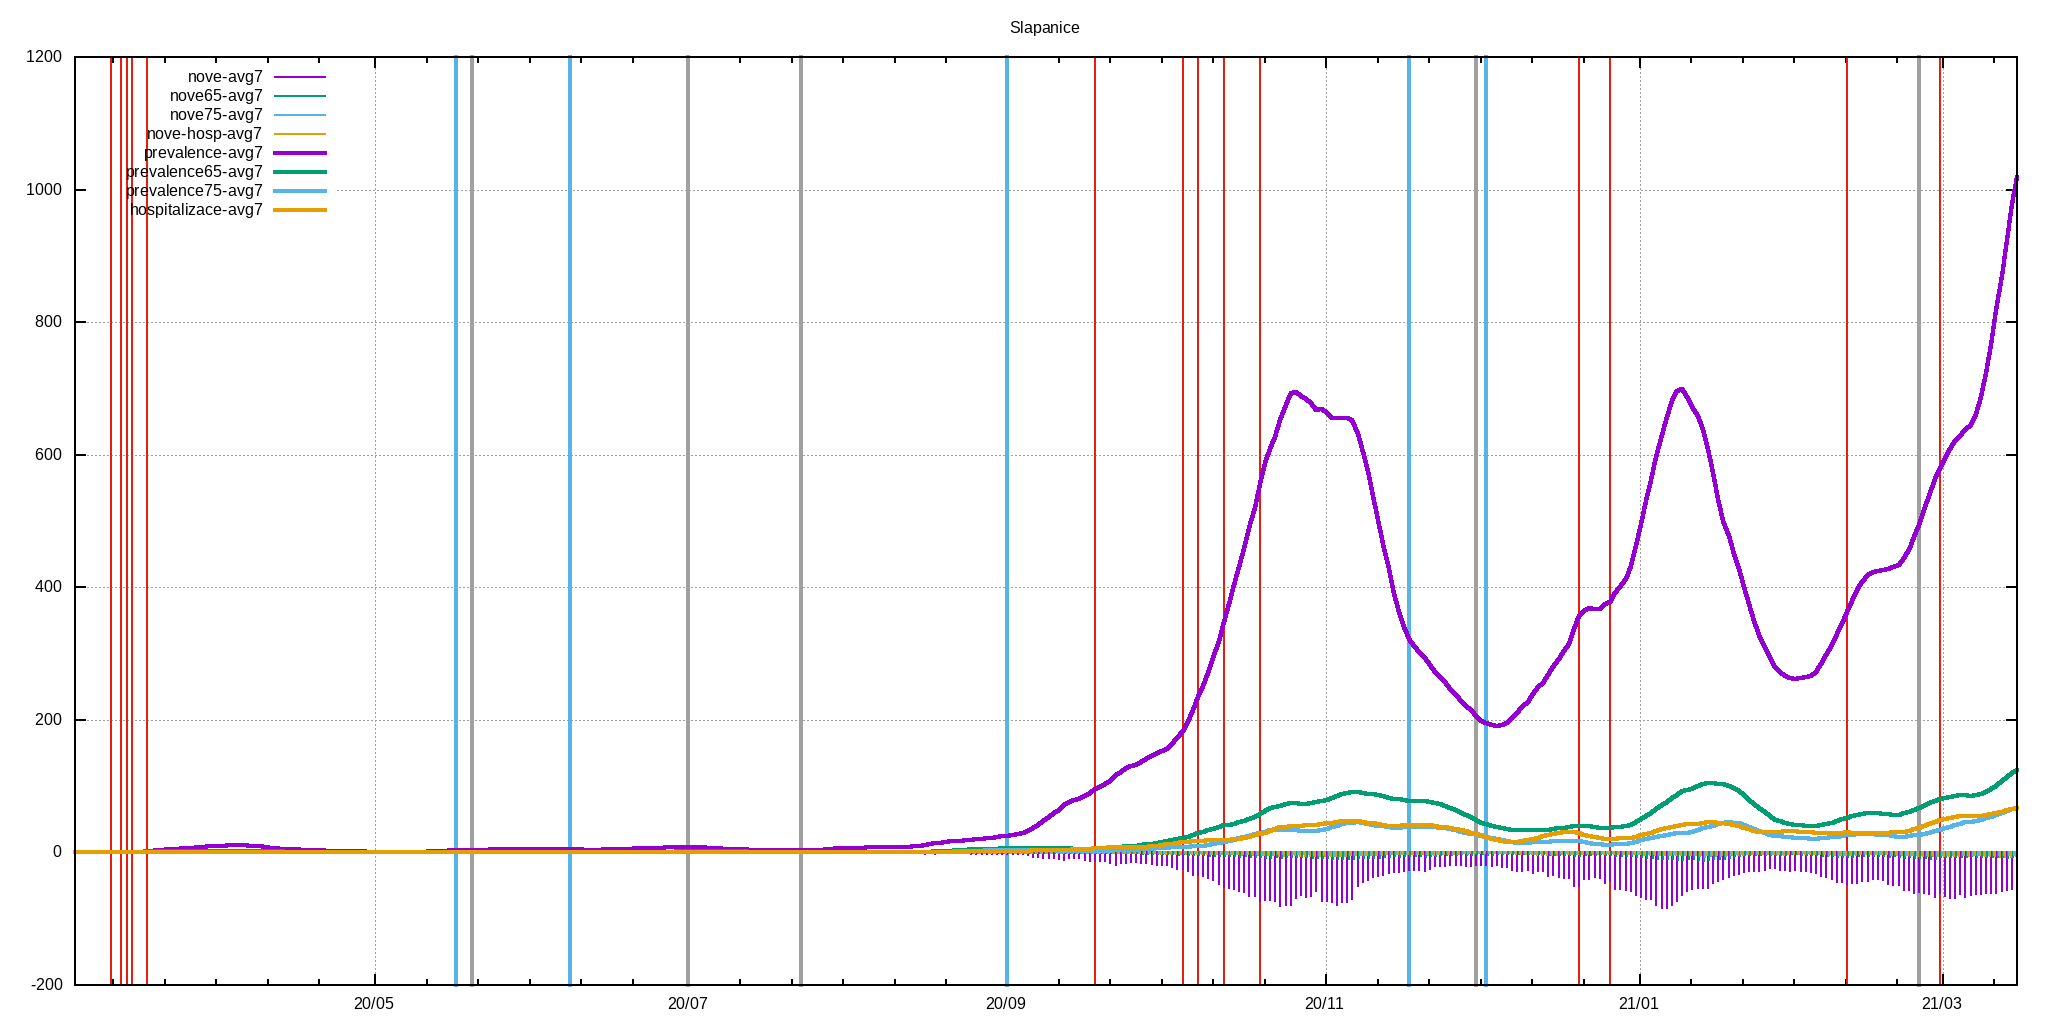 Slapanice
1200
1000
800
600
400
200
0
-200
nove-avg7
nove65-avg7
nove75-avg7
nove-hosp-avg7
prevalence-avg7
prevalence65-avg7
prevalence75-avg7
hospitalizace-avg7
20/05
20/07
20/09
20/11
21/01
21/03